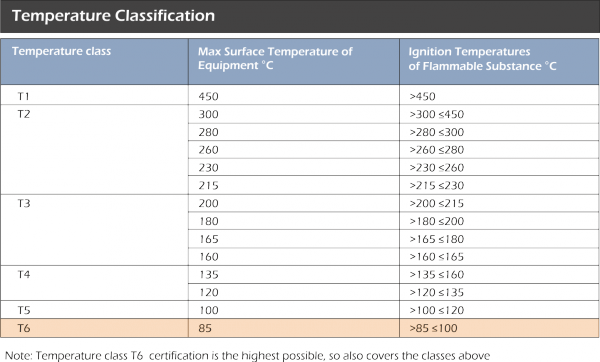 Temperature Classification
Temperature class Max Surface Temperature of Ignition Temperatures
Equipment °C of Flammable Substance °C
T1 450 >450
T2 300 >300 ≤450
280 >280 ≤300
260 >260 ≤280
230 >230 ≤260
215 >215 ≤230
T3 200 >200 ≤215
180 >180 ≤200
165 >165 ≤180
160 >160 ≤165
T4 135 >135 ≤160
120 >120 ≤135
T5 100 >100 ≤120
T6 85 >85 ≤100
Note: Temperature class T6 certification is the highest possible, so also covers the classes above